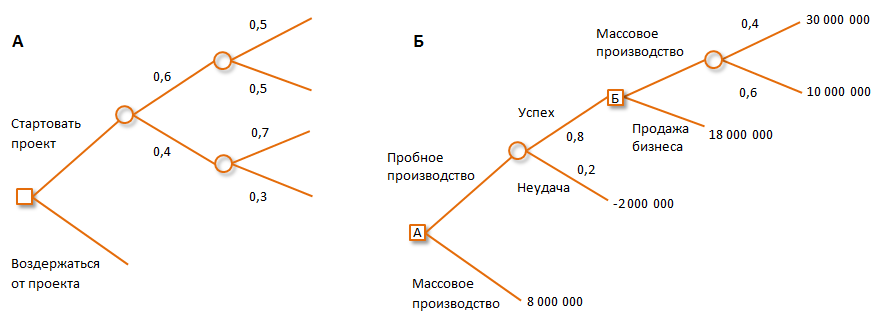 А
0,5
0,6
0,5
Стартовать
проект
0,4
0,7
0,3
Воздержаться
от проекта
Б
Массовое
производство
0,4
30 000 000
0,6
10 000 000
Б
Успех
0,8
Продажа
бизнеса
18 000 000
Пробное
производство
0,2
Неудача
-2 000 000
А
Массовое
производство
8 000 000